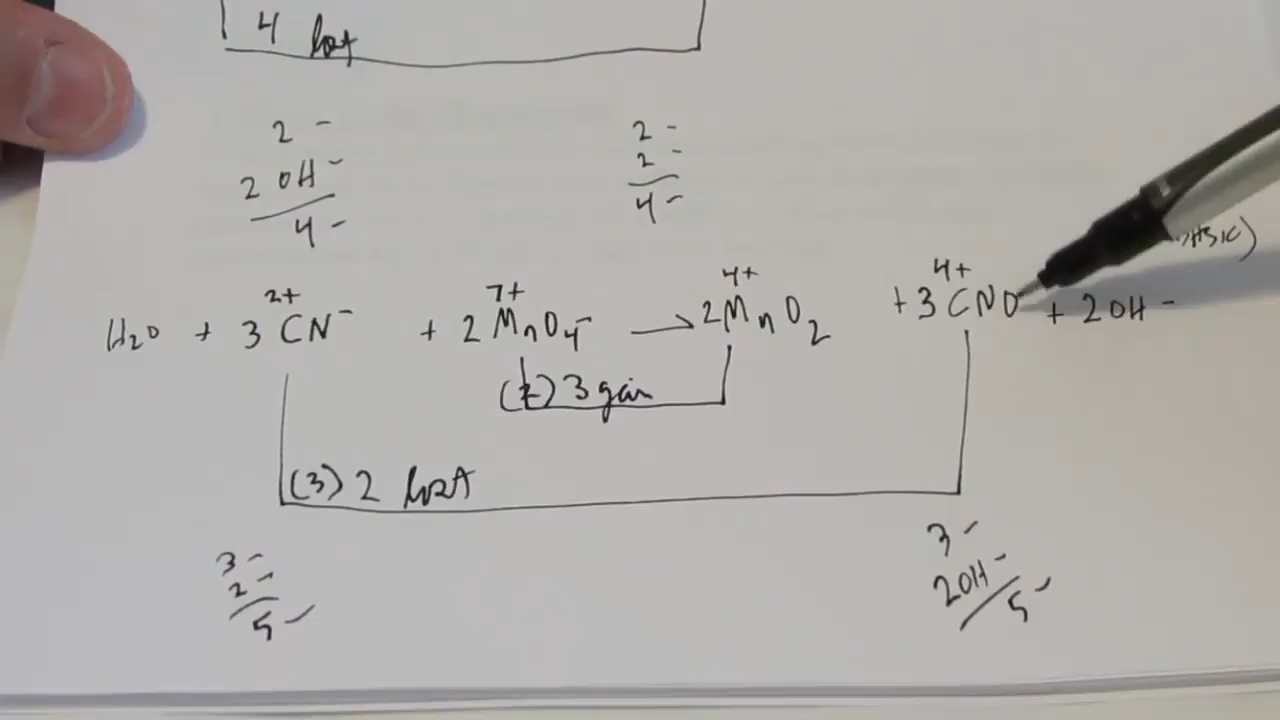 4 lost
2 -
2 OH -
4 -
2 -
2 -
4 -
2+ 7+ 4+ 4+
H2O + 3 CN- + 2 MnO4- → 2 MnO2 + 3 CNO- + 2 OH-
3 gain
(3) 2 lost
3 -
2 -
5 -
3 -
2 OH -
5 -